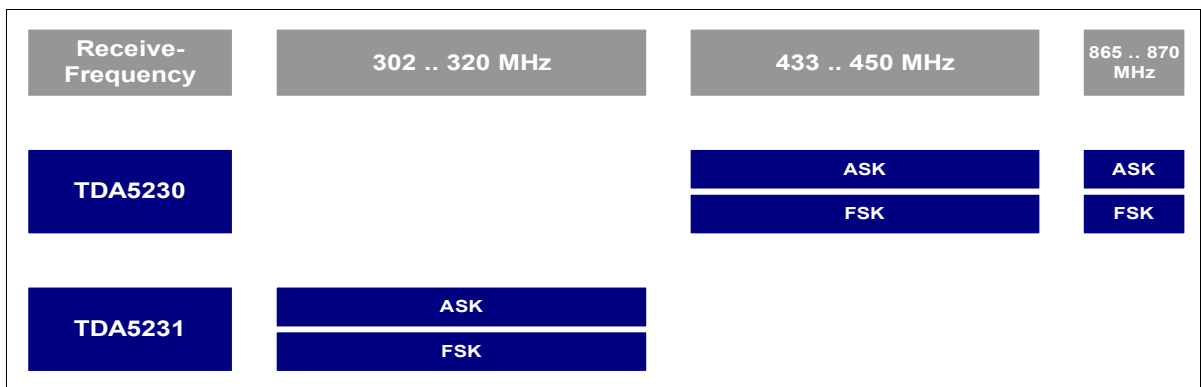 Receive-
Frequency
302 .. 320 MHz
433 .. 450 MHz
865 .. 870
MHz
TDA5230
ASK
ASK
FSK
FSK
TDA5231
ASK
FSK